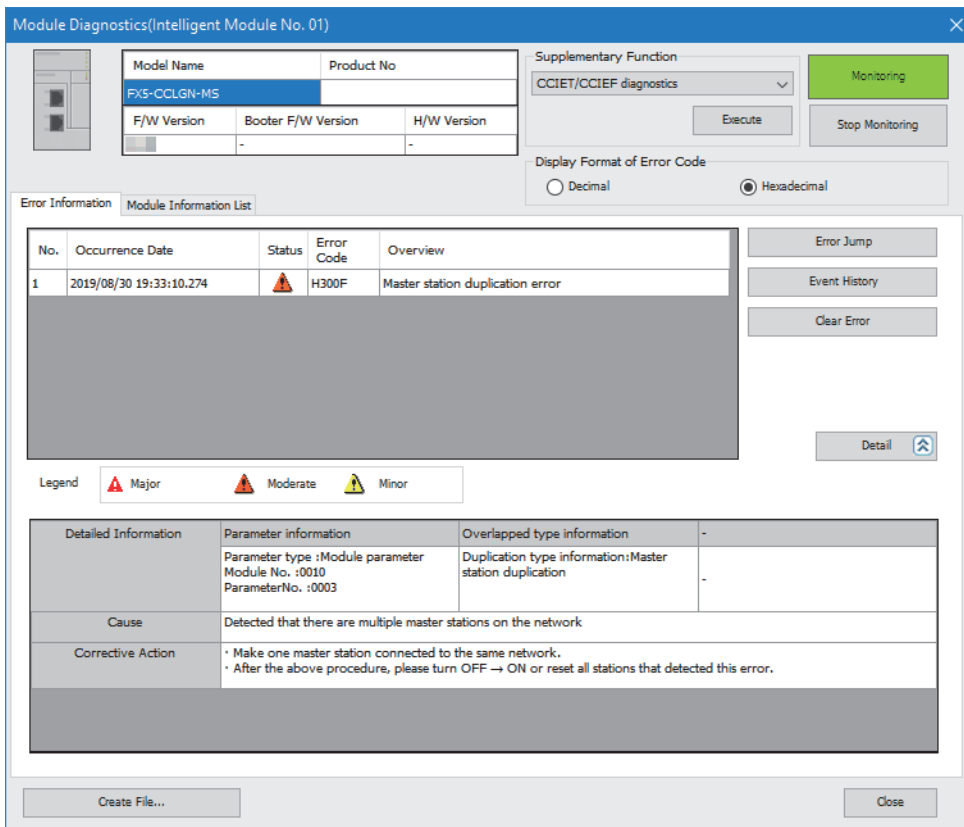 Module Diagnostics(Intelligent Module No. 01)
Model Name Product No
FX5-CCLGN-MS
F/W Version Booter F/W Version H/W Version
- -
Supplementary Function
CCIET/CCIEF diagnostics
Execute
Monitoring
Stop Monitoring
Display Format of Error Code
Decimal Hexadecimal
Error Information Module Information List
No. Occurrence Date Status Error Code Overview
1 2019/08/30 19:33:10.274 H300F Master station duplication error
Error Jump
Event History
Clear Error
Detail
Legend Major Moderate Minor
Detailed Information Parameter information Overlapped type information -
Parameter type :Module parameter
Module No. :0010
ParameterNo. :0003
Duplication type information:Master
station duplication
-
Cause Detected that there are multiple master stations on the network
Corrective Action ・Make one master station connected to the same network.
・After the above procedure, please turn OFF → ON or reset all stations that detected this error.
Create File... Close